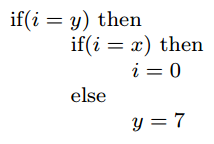 if(i = y) then
if(i = x) then
i = 0
else
y = 7